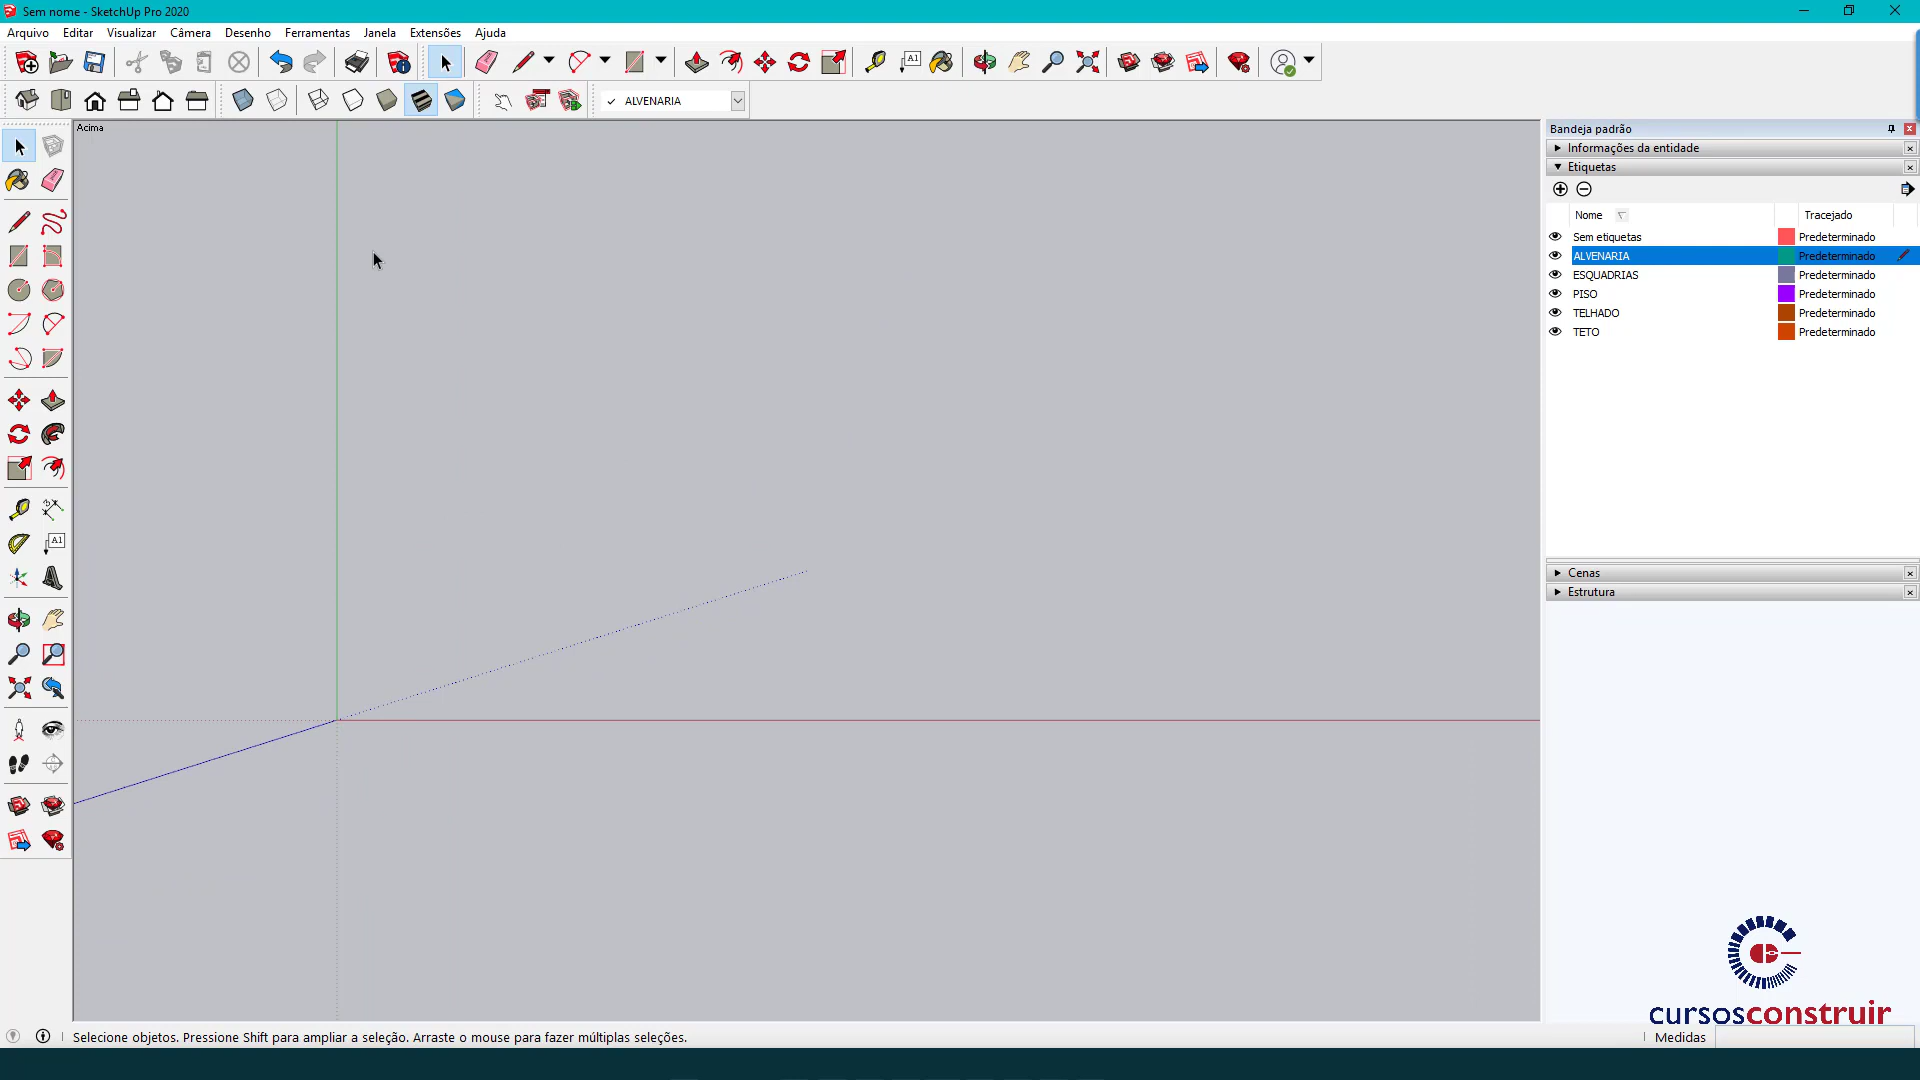 Sem nome - SketchUp Pro 2020
Arquivo Editar Visualizar Câmera Desenho Ferramentas Janela Extensões Ajuda
A1
ALVENARIA
Acima
A1
Bandeja padrão
Informações da entidade
Etiquetas
Nome Tracejado
Sem etiquetas Predeterminado
ALVENARIA Predeterminado
ESQUADRIAS Predeterminado
PISO Predeterminado
TELHADO Predeterminado
TETO Predeterminado
Cenas
Estrutura
cursosconstruir
Selecione objetos. Pressione Shift para ampliar a seleção. Arraste o mouse para fazer múltiplas seleções.
Medidas